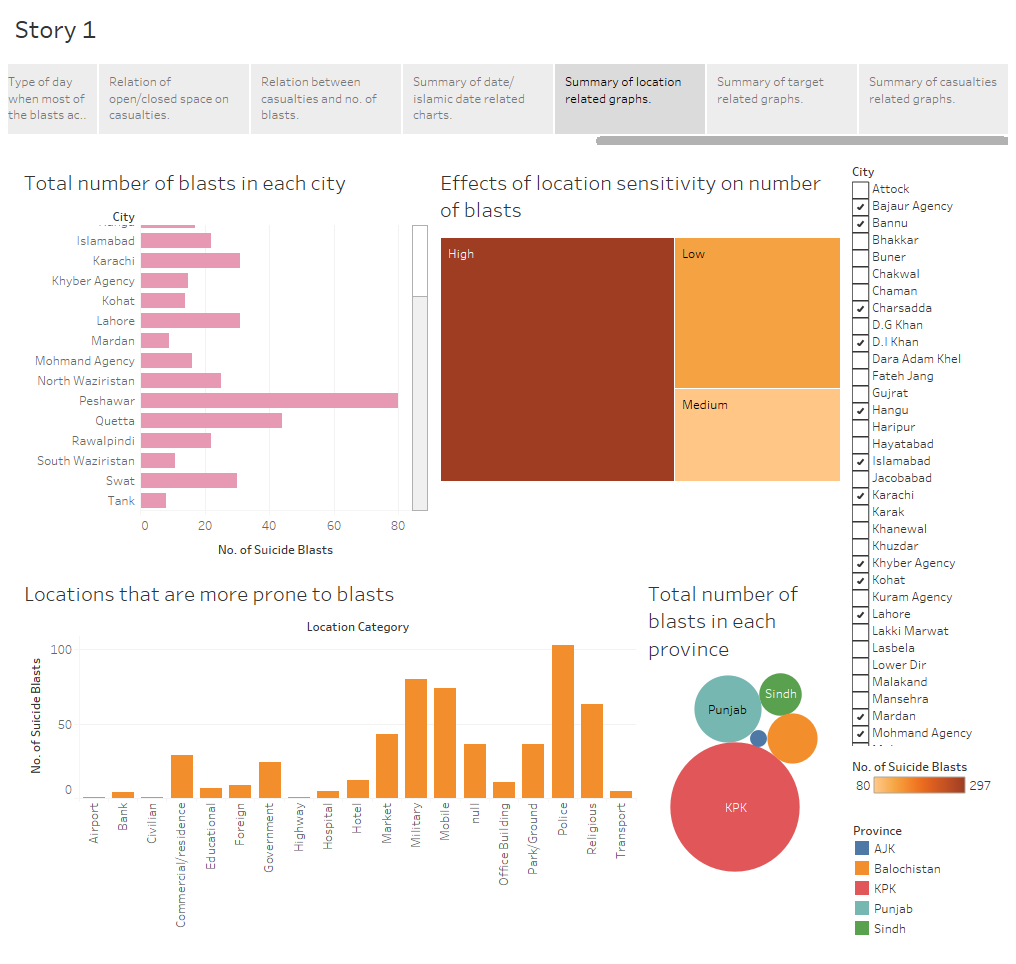 Story 1
Type of day
when most of
the blasts ac..
Relation of
open/closed space on
casualties.
Relation between
casualties and no. of
blasts.
Summary of date/
islamic date related
charts.
Summary of location
related graphs.
Summary of target
related graphs.
Summary of casualties
related graphs.
Total number of blasts in each city
City
Islamabad
Karachi
Khyber Agency
Kohat
Lahore
Mardan
Mohmand Agency
North Waziristan
Peshawar
Quetta
Rawalpindi
South Waziristan
Swat
Tank
0 20 40 60 80
No. of Suicide Blasts
Effects of location sensitivity on number
of blasts
High
Low
Medium
Locations that are more prone to blasts
Location Category
No. of Suicide Blasts
100
50
0
Airport
Bank
Civilian
Commercial/residence
Educational
Foreign
Government
Highway
Hospital
Hotel
Market
Military
Mobile
null
Office Building
Park/Ground
Police
Religious
Transport
Total number of
blasts in each
province
Punjab
Sindh
KPK
City
Attock
Bajaur Agency
Bannu
Bhakkar
Buner
Chakwal
Chaman
Charsadda
D.G Khan
D.I Khan
Dara Adam Khel
Fateh Jang
Gujrat
Hangu
Haripur
Hayatabad
Islamabad
Jacobabad
Karachi
Karak
Khanewal
Khuzdar
Khyber Agency
Kohat
Kuram Agency
Lahore
Lakki Marwat
Lasbela
Lower Dir
Malakand
Mansehra
Mardan
Mohmand Agency
No. of Suicide Blasts
80 297
Province
AJK
Balochistan
KPK
Punjab
Sindh